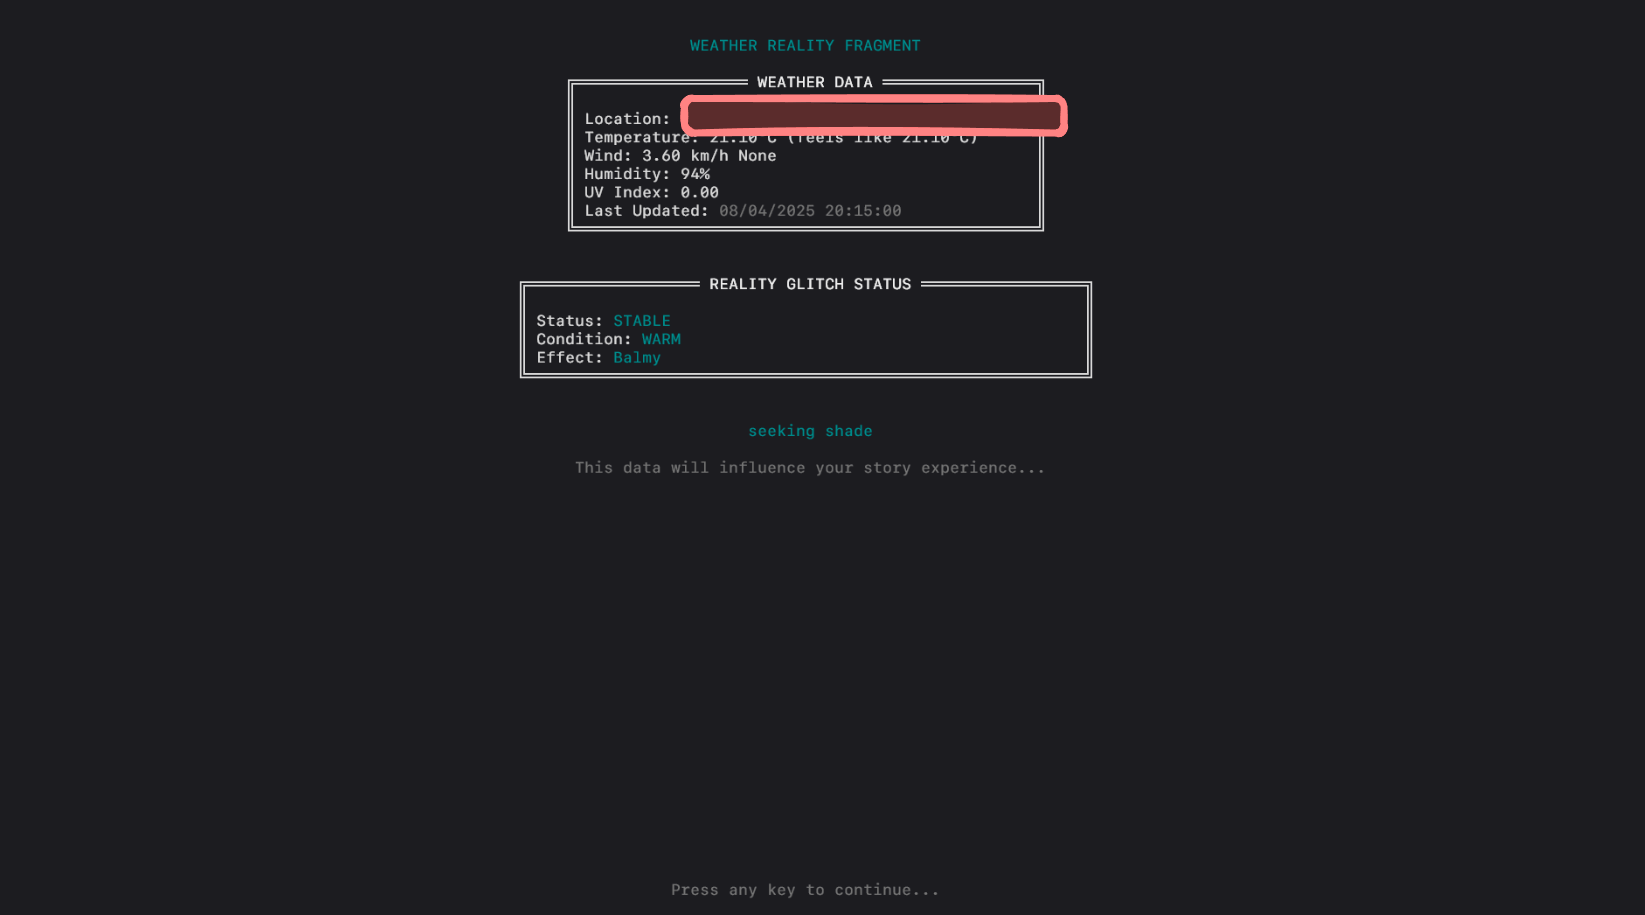 WEATHER REALITY FRAGMENT
WEATHER DATA
Location:
Temperature: 21.10°C (feels like 21.10°C)
Wind: 3.60 km/h None
Humidity: 94%
UV Index: 0.00
Last Updated: 08/04/2025 20:15:00
REALITY GLITCH STATUS
Status: STABLE
Condition: WARM
Effect: Balmy
seeking shade
This data will influence your story experience...
Press any key to continue...